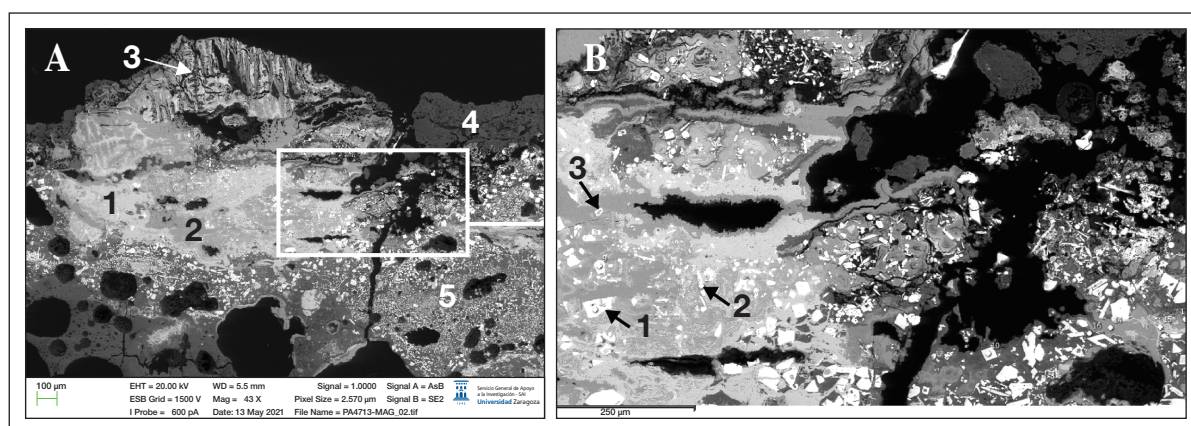 A
3
4
1
2
5
100 µm
EHT = 20.00 kV WD = 5.5 mm Signal = 1.0000 Signal A = AsB
ESB Grid = 1500 V Mag = 43 X Pixel Size = 2.570 µm Signal B = SE2
I Probe = 600 pA Date: 13 May 2021 File Name = PA4713-MAG_02.tif
1542
Servicio General de Apoyo
a la Investigación - SAI
Universidad Zaragoza
B
3
2
1
250 µm